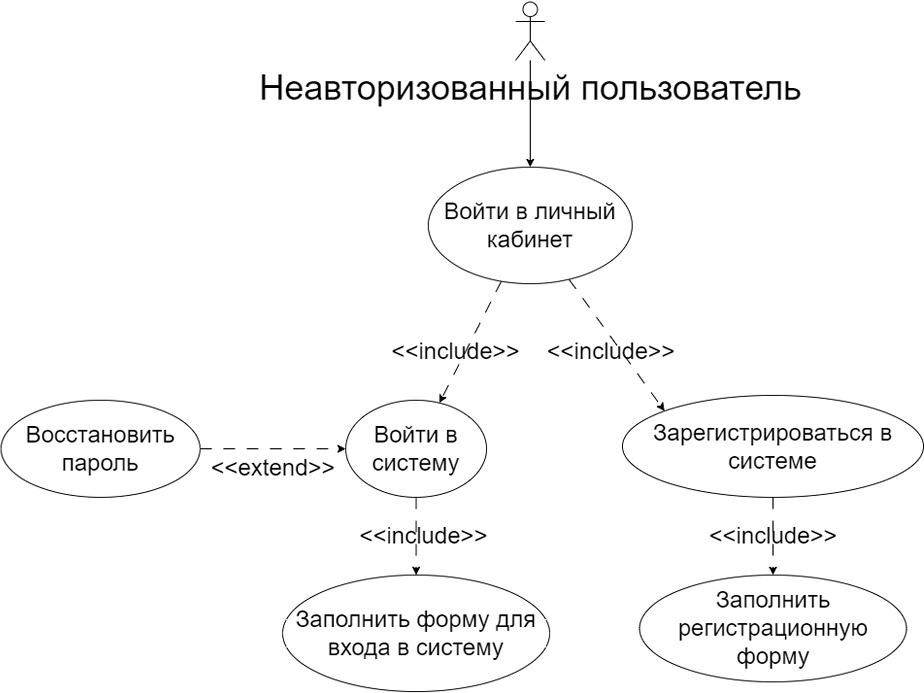 Неавторизованный пользователь
Войти в личный
кабинет
<<include>>
<<include>>
Восстановить
пароль
<<extend>>
Войти в
систему
Зарегистрироваться в
системе
<<include>>
<<include>>
Заполнить форму для
входа в систему
Заполнить
регистрационную
форму